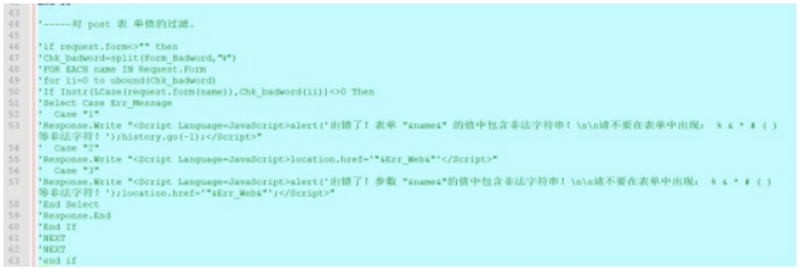 43
44 '-----对 post 表 单值的过滤.
45
46 'if request.form<>"" then
47 'Chk_badword=split(Form_Badword,"∥")
48 'FOR EACH name IN Request.Form
49 'for ii=0 to ubound(Chk_badword)
50 'If Instr(LCase(request.form(name)),Chk_badword(ii))<>0 Then
51 'Select Case Err_Message
52 ' Case "1"
53 'Response.Write "<Script Language=JavaScript>alert('出错了！表单 "&name&" 的值中包含非法字符串！\n\n请不要在表单中出现： % & * # ( )
等非法字符！');history.go(-1);</Script>"
54 ' Case "2"
55 'Response.Write "<Script Language=JavaScript>location.href='"&Err_Web&"'</Script>"
56 ' Case "3"
57 'Response.Write "<Script Language=JavaScript>alert('出错了！参数 "&name&"的值中包含非法字符串！\n\n请不要在表单中出现： % & * # ( )
等非法字符！');location.href='"&Err_Web&"';</Script>"
58 'End Select
59 'Response.End
60 'End If
61 'NEXT
62 'NEXT
63 'end if